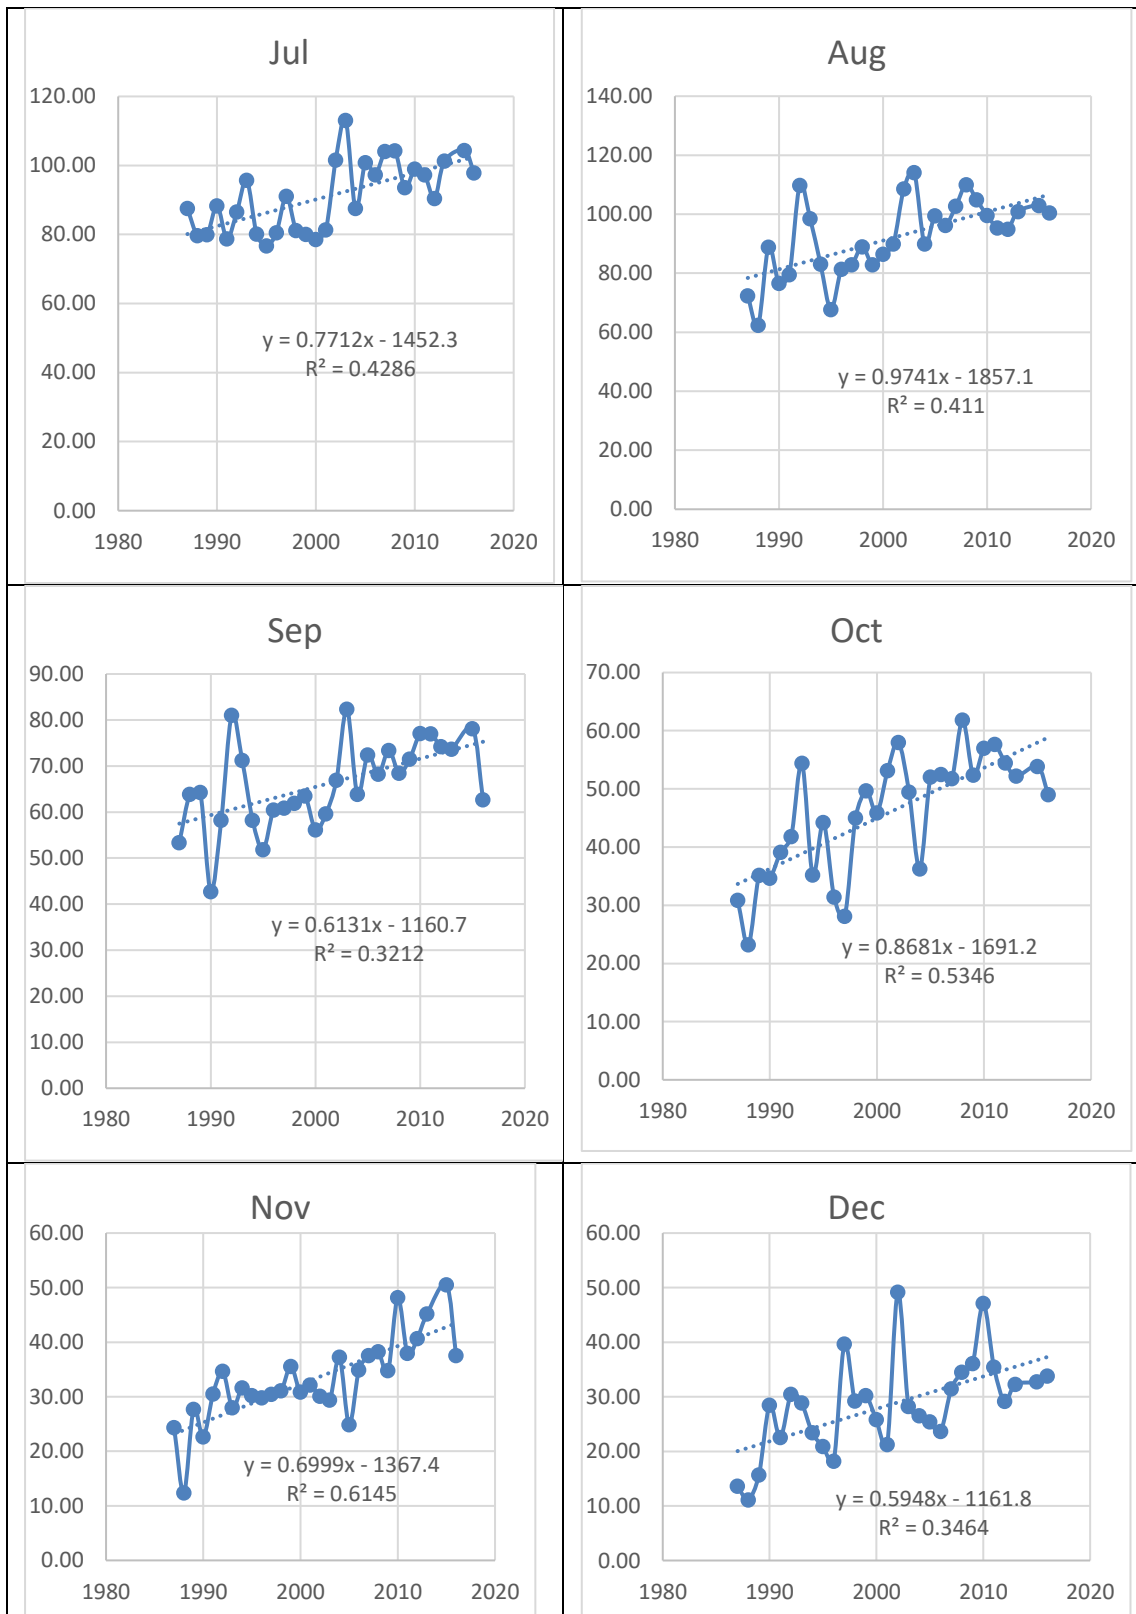 Jul
120.00
100.00
80.00
60.00
40.00
20.00
0.00
y = 0.7712x - 1452.3
R² = 0.4286
1980 1990 2000 2010 2020
Aug
140.00
120.00
100.00
80.00
60.00
40.00
20.00
0.00
y = 0.9741x - 1857.1
R² = 0.411
1980 1990 2000 2010 2020
Sep
90.00
80.00
70.00
60.00
50.00
40.00
30.00
20.00
10.00
0.00
y = 0.6131x - 1160.7
R² = 0.3212
1980 1990 2000 2010 2020
Oct
70.00
60.00
50.00
40.00
30.00
20.00
10.00
0.00
y = 0.8681x - 1691.2
R² = 0.5346
1980 1990 2000 2010 2020
Nov
60.00
50.00
40.00
30.00
20.00
10.00
0.00
y = 0.6999x - 1367.4
R² = 0.6145
1980 1990 2000 2010 2020
Dec
60.00
50.00
40.00
30.00
20.00
10.00
0.00
y = 0.5948x - 1161.8
R² = 0.3464
1980 1990 2000 2010 2020